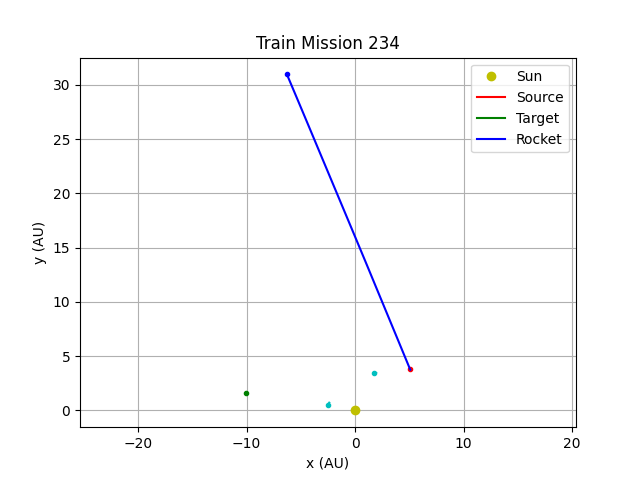 Train Mission 234
Sun
Source
Target
Rocket
30
25
20
15
10
5
0
y (AU)
−20
−10
0
10
20
x (AU)